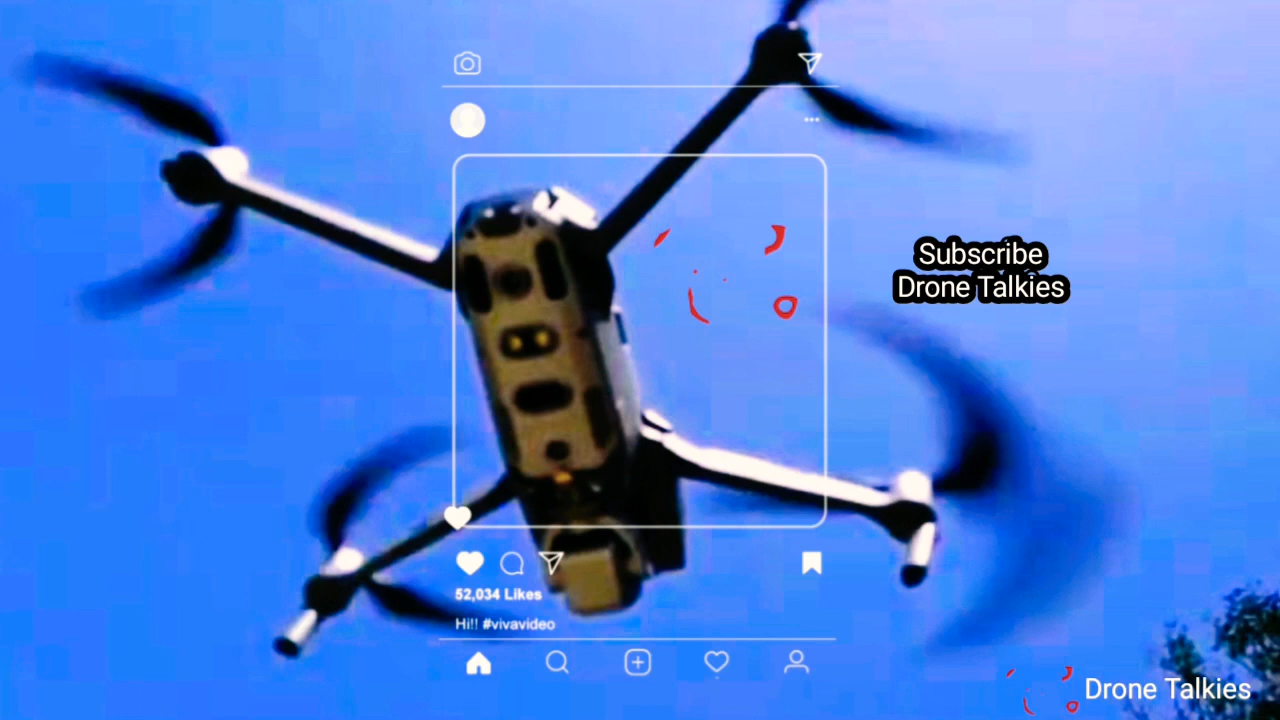 Subscribe
Drone Talkies
52,034 Likes
Hi!! #vivavideo
Drone Talkies